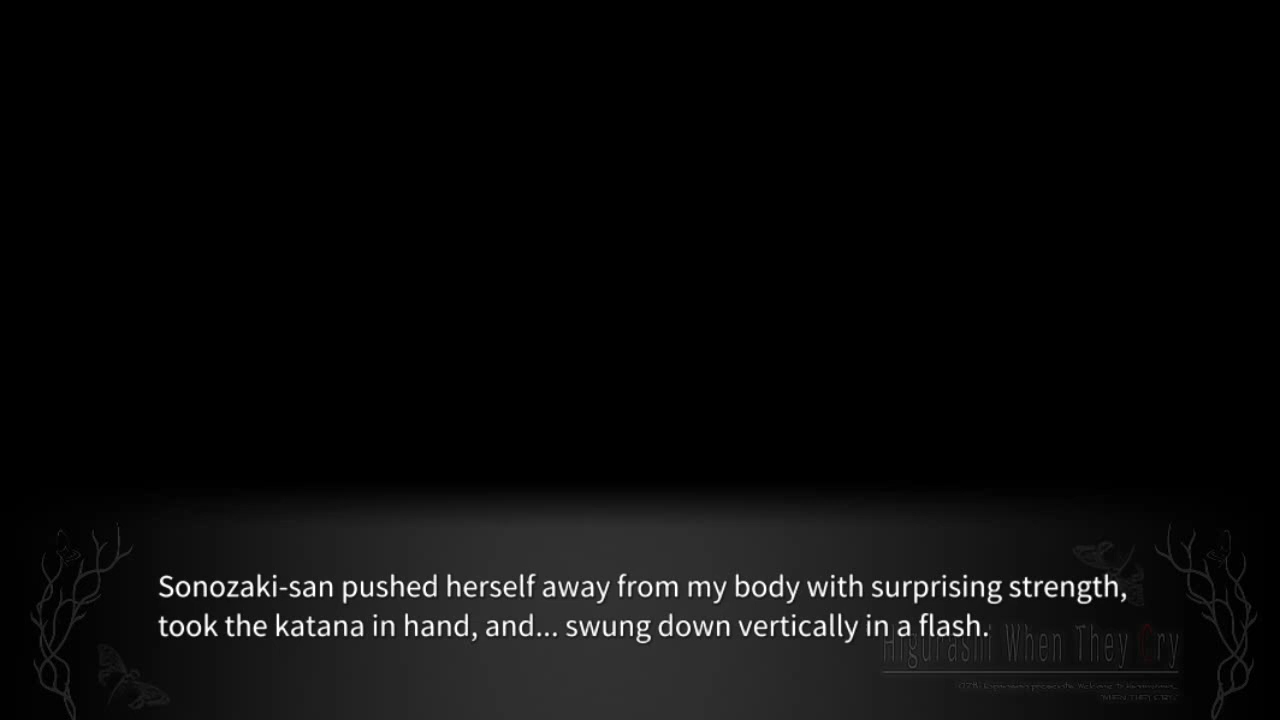 Sonozaki-san pushed herself away from my body with surprising strength,
took the katana in hand, and... swung down vertically in a flash.
Higurashi When They Cry